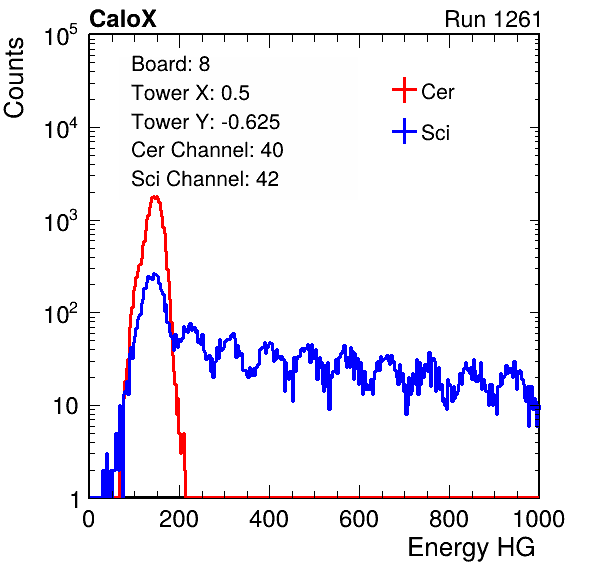 CaloX Run 1261
Counts
10^5
10^4
10^3
10^2
10
1
Board: 8
Tower X: 0.5
Tower Y: -0.625
Cer Channel: 40
Sci Channel: 42
Cer
Sci
0 200 400 600 800 1000
Energy HG